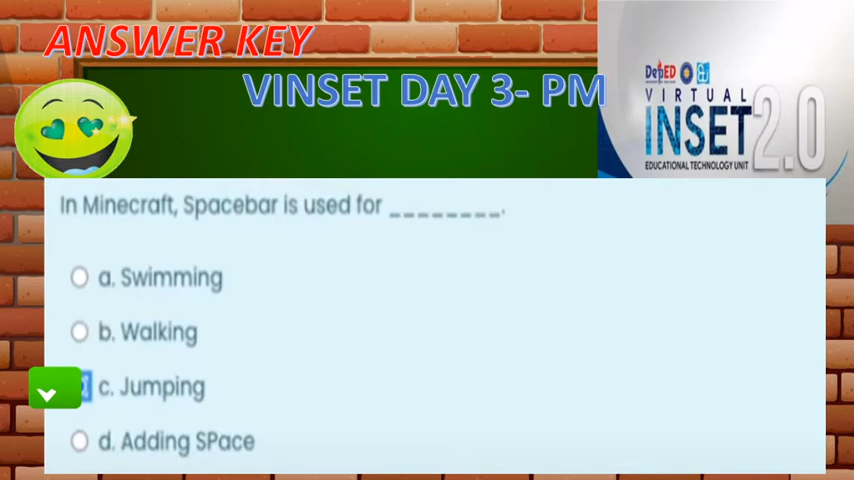 ANSWER KEY
VINSET DAY 3- PM
DepED
VIRTUAL
INSET 2.0
EDUCATIONAL TECHNOLOGY UNIT
In Minecraft, Spacebar is used for ________.
a. Swimming
b. Walking
c. Jumping
d. Adding SPace